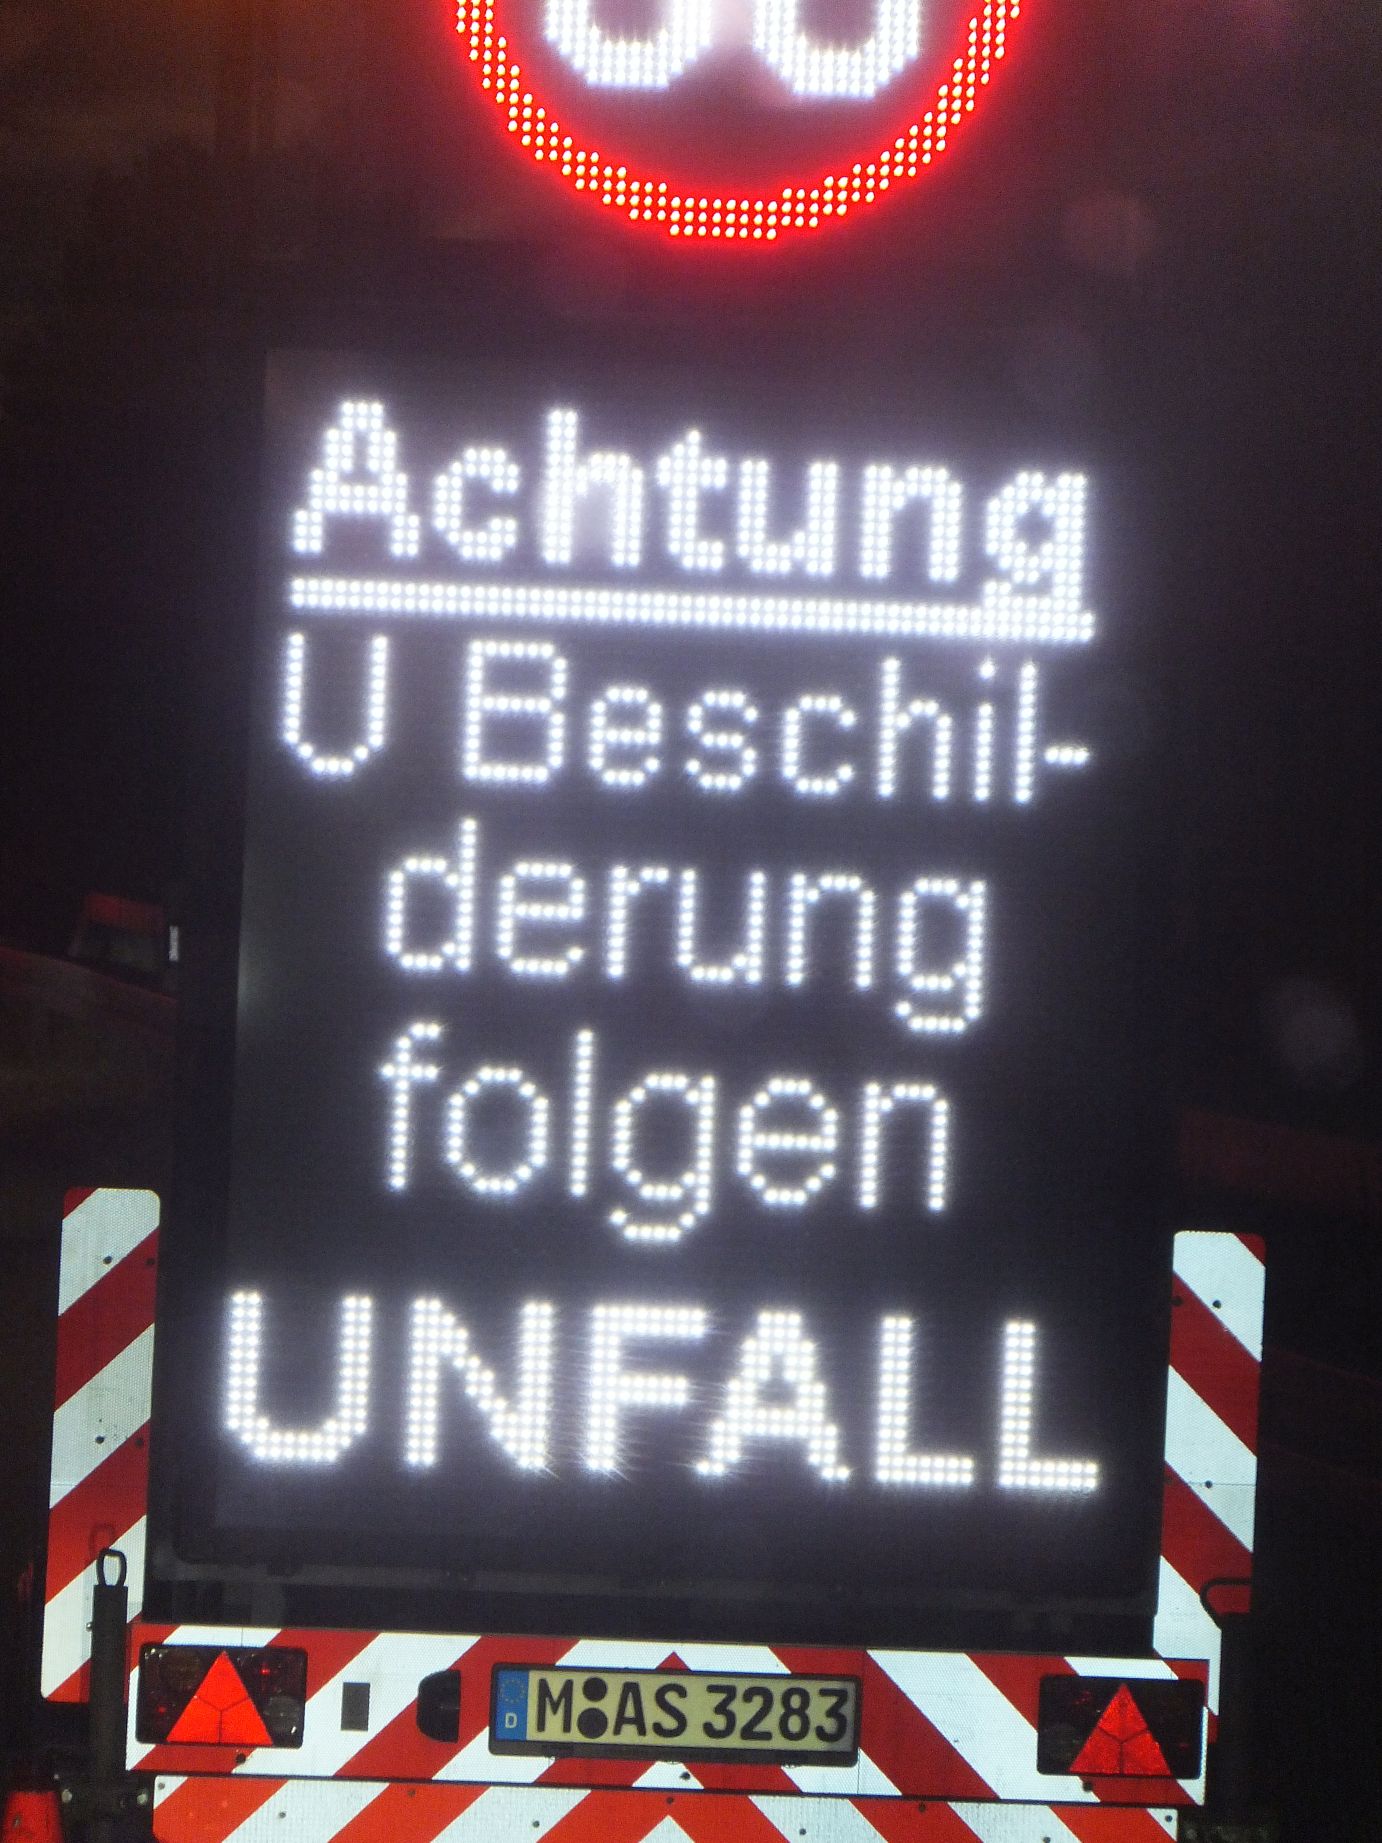 Achtung
U Beschil-
derung
folgen
UNFALL
D M AS 3283